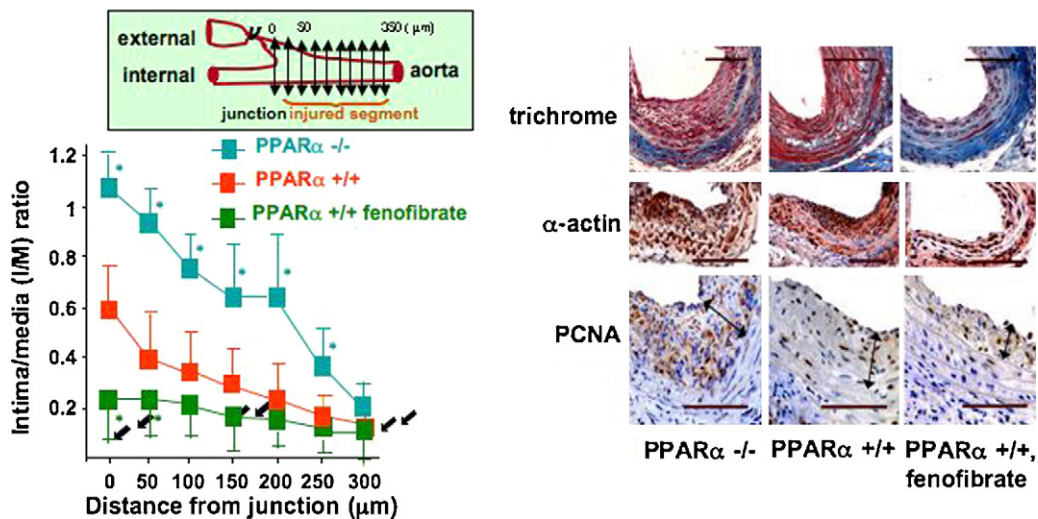 0 50 350 ( μm)
external
internal
aorta
junction injured segment
PPARα -/-
PPARα +/+
PPARα +/+ fenofibrate
Intima/media (I/M) ratio
1.2
1
0.8
0.6
0.4
0.2
* * * * * *
* *
0 50 100 150 200 250 300
Distance from junction (μm)
trichrome
α-actin
PCNA
PPARα -/- PPARα +/+ PPARα +/+,
fenofibrate